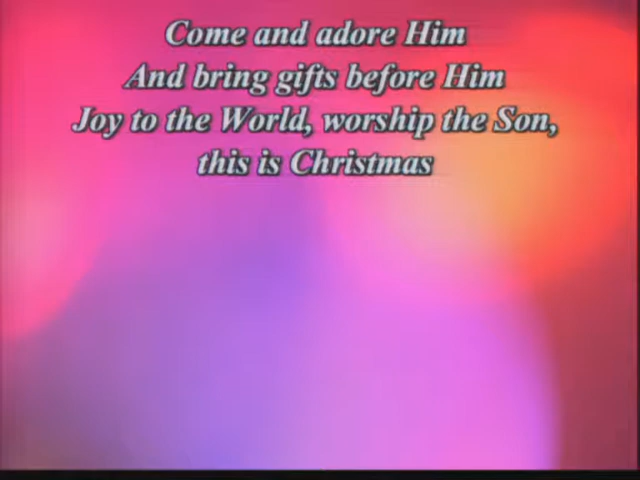 Come and adore Him
And bring gifts before Him
Joy to the World, worship the Son,
this is Christmas